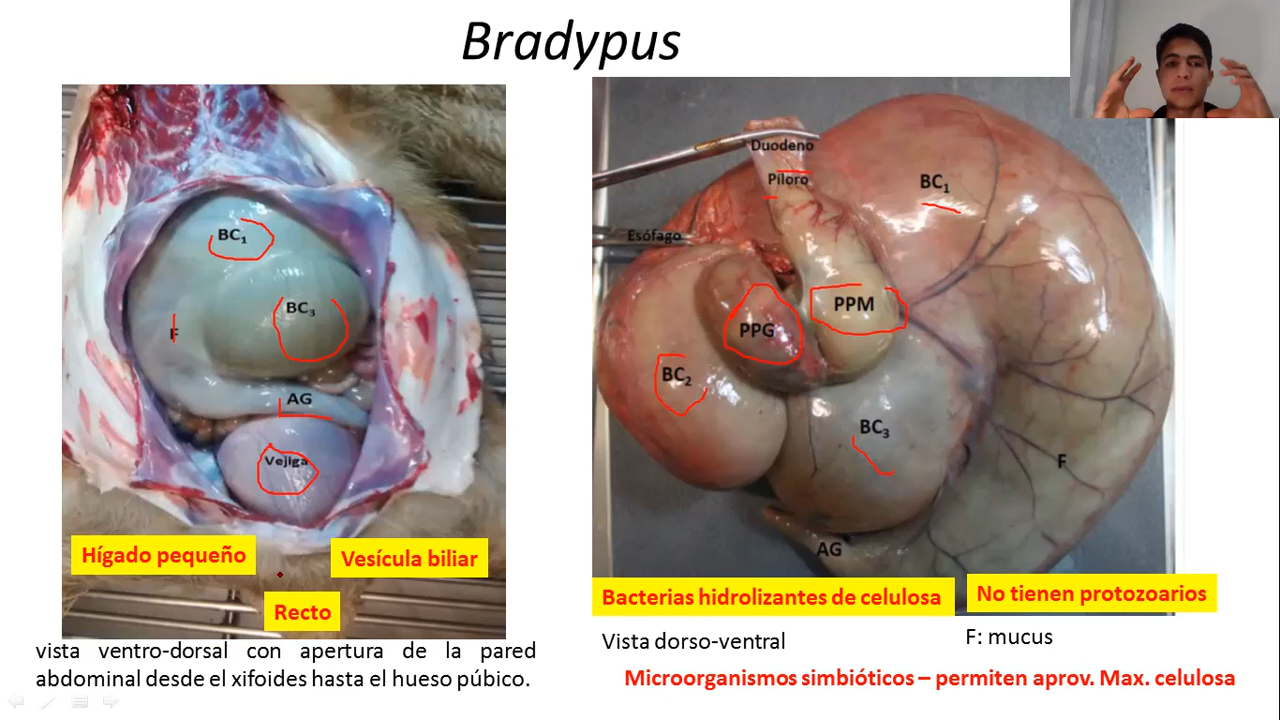 Bradypus
BC₁
BC₃
F
AG
Vejiga
Hígado pequeño
Vesícula biliar
Recto
vista ventro-dorsal con apertura de la pared
abdominal desde el xifoides hasta el hueso púbico.
Duodeno
Píloro
Esófago
BC₁
PPG
PPM
BC₂
BC₃
F
AG
Bacterias hidrolizantes de celulosa
No tienen protozoarios
Vista dorso-ventral
F: mucus
Microorganismos simbióticos – permiten aprov. Max. celulosa